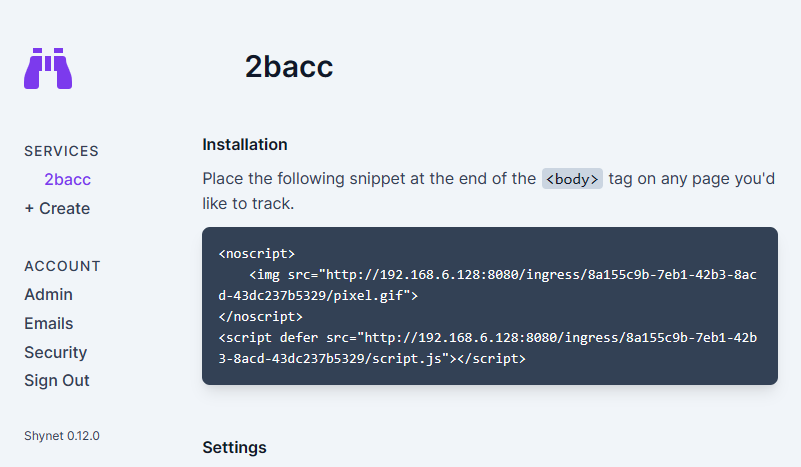 2bacc
SERVICES
2bacc
+ Create
ACCOUNT
Admin
Emails
Security
Sign Out
Shynet 0.12.0
Installation
Place the following snippet at the end of the <body> tag on any page you'd
like to track.
<noscript>
    <img src="http://192.168.6.128:8080/ingress/8a155c9b-7eb1-42b3-8ac
d-43dc237b5329/pixel.gif">
</noscript>
<script defer src="http://192.168.6.128:8080/ingress/8a155c9b-7eb1-42b
3-8acd-43dc237b5329/script.js"></script>
Settings